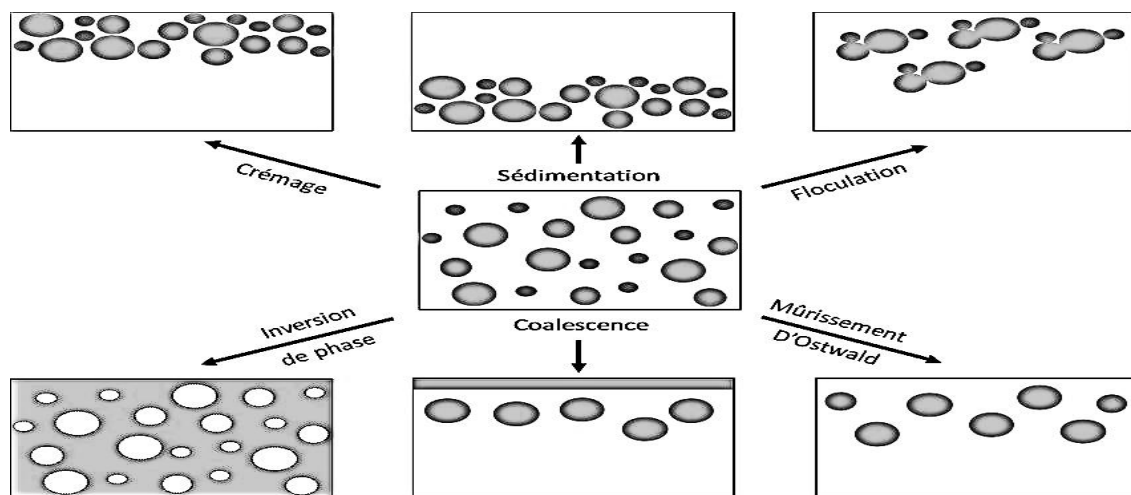 Crémage
Sédimentation
Floculation
Inversion
de phase
Coalescence
Mûrissement
D'Ostwald